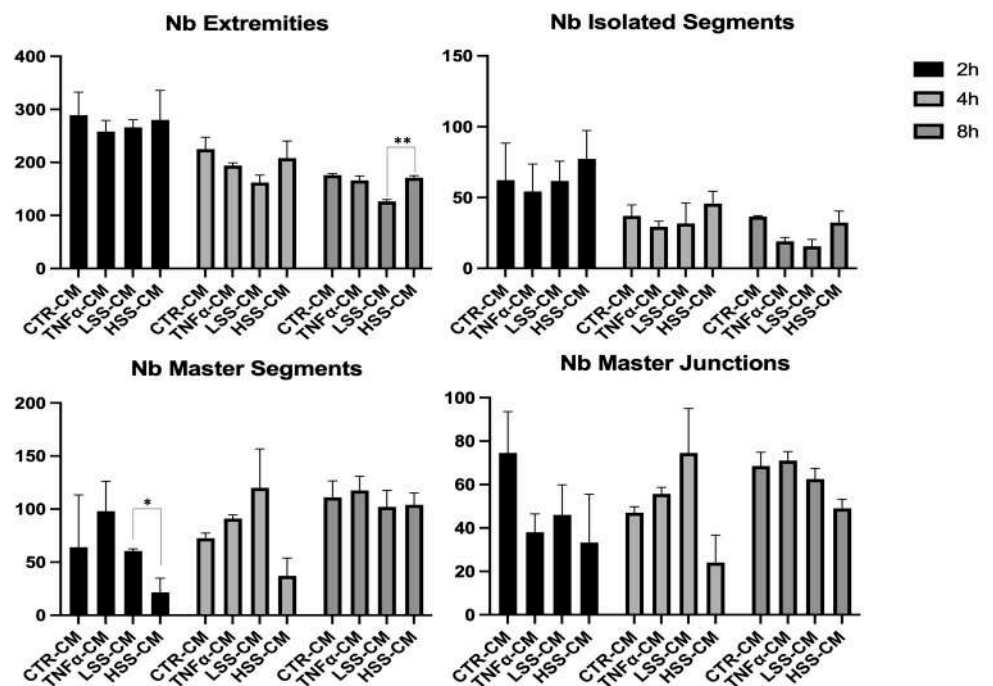 Nb Extremities
400
300
200
100
0
**
CTR-CM
TNFα-CM
LSS-CM
HSS-CM
CTR-CM
TNFα-CM
LSS-CM
HSS-CM
CTR-CM
TNFα-CM
LSS-CM
HSS-CM
Nb Isolated Segments
150
100
50
0
CTR-CM
TNFα-CM
LSS-CM
HSS-CM
CTR-CM
TNFα-CM
LSS-CM
HSS-CM
CTR-CM
TNFα-CM
LSS-CM
HSS-CM
2h
4h
8h
Nb Master Segments
200
150
100
50
0
*
CTR-CM
TNFα-CM
LSS-CM
HSS-CM
CTR-CM
TNFα-CM
LSS-CM
HSS-CM
CTR-CM
TNFα-CM
LSS-CM
HSS-CM
Nb Master Junctions
100
80
60
40
20
0
CTR-CM
TNFα-CM
LSS-CM
HSS-CM
CTR-CM
TNFα-CM
LSS-CM
HSS-CM
CTR-CM
TNFα-CM
LSS-CM
HSS-CM